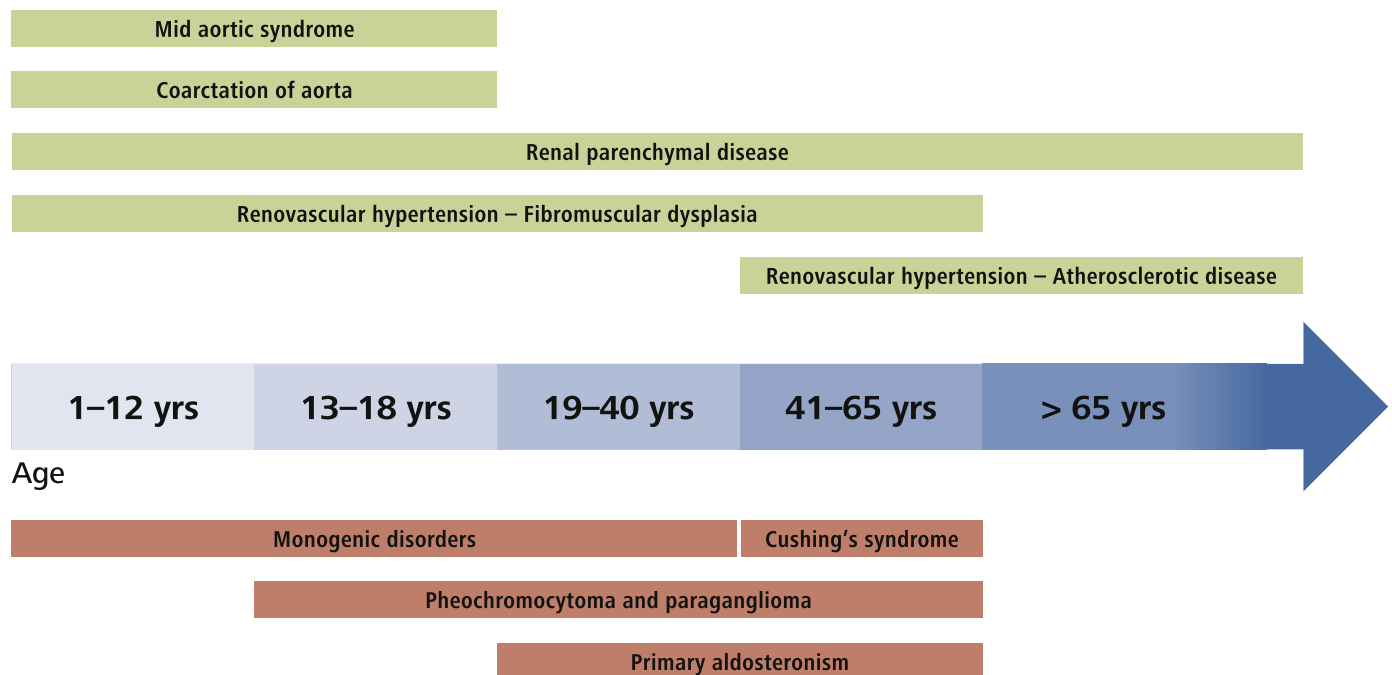 Mid aortic syndrome
Coarctation of aorta
Renal parenchymal disease
Renovascular hypertension – Fibromuscular dysplasia
Renovascular hypertension – Atherosclerotic disease
1–12 yrs
13–18 yrs
19–40 yrs
41–65 yrs
> 65 yrs
Age
Monogenic disorders
Cushing’s syndrome
Pheochromocytoma and paraganglioma
Primary aldosteronism